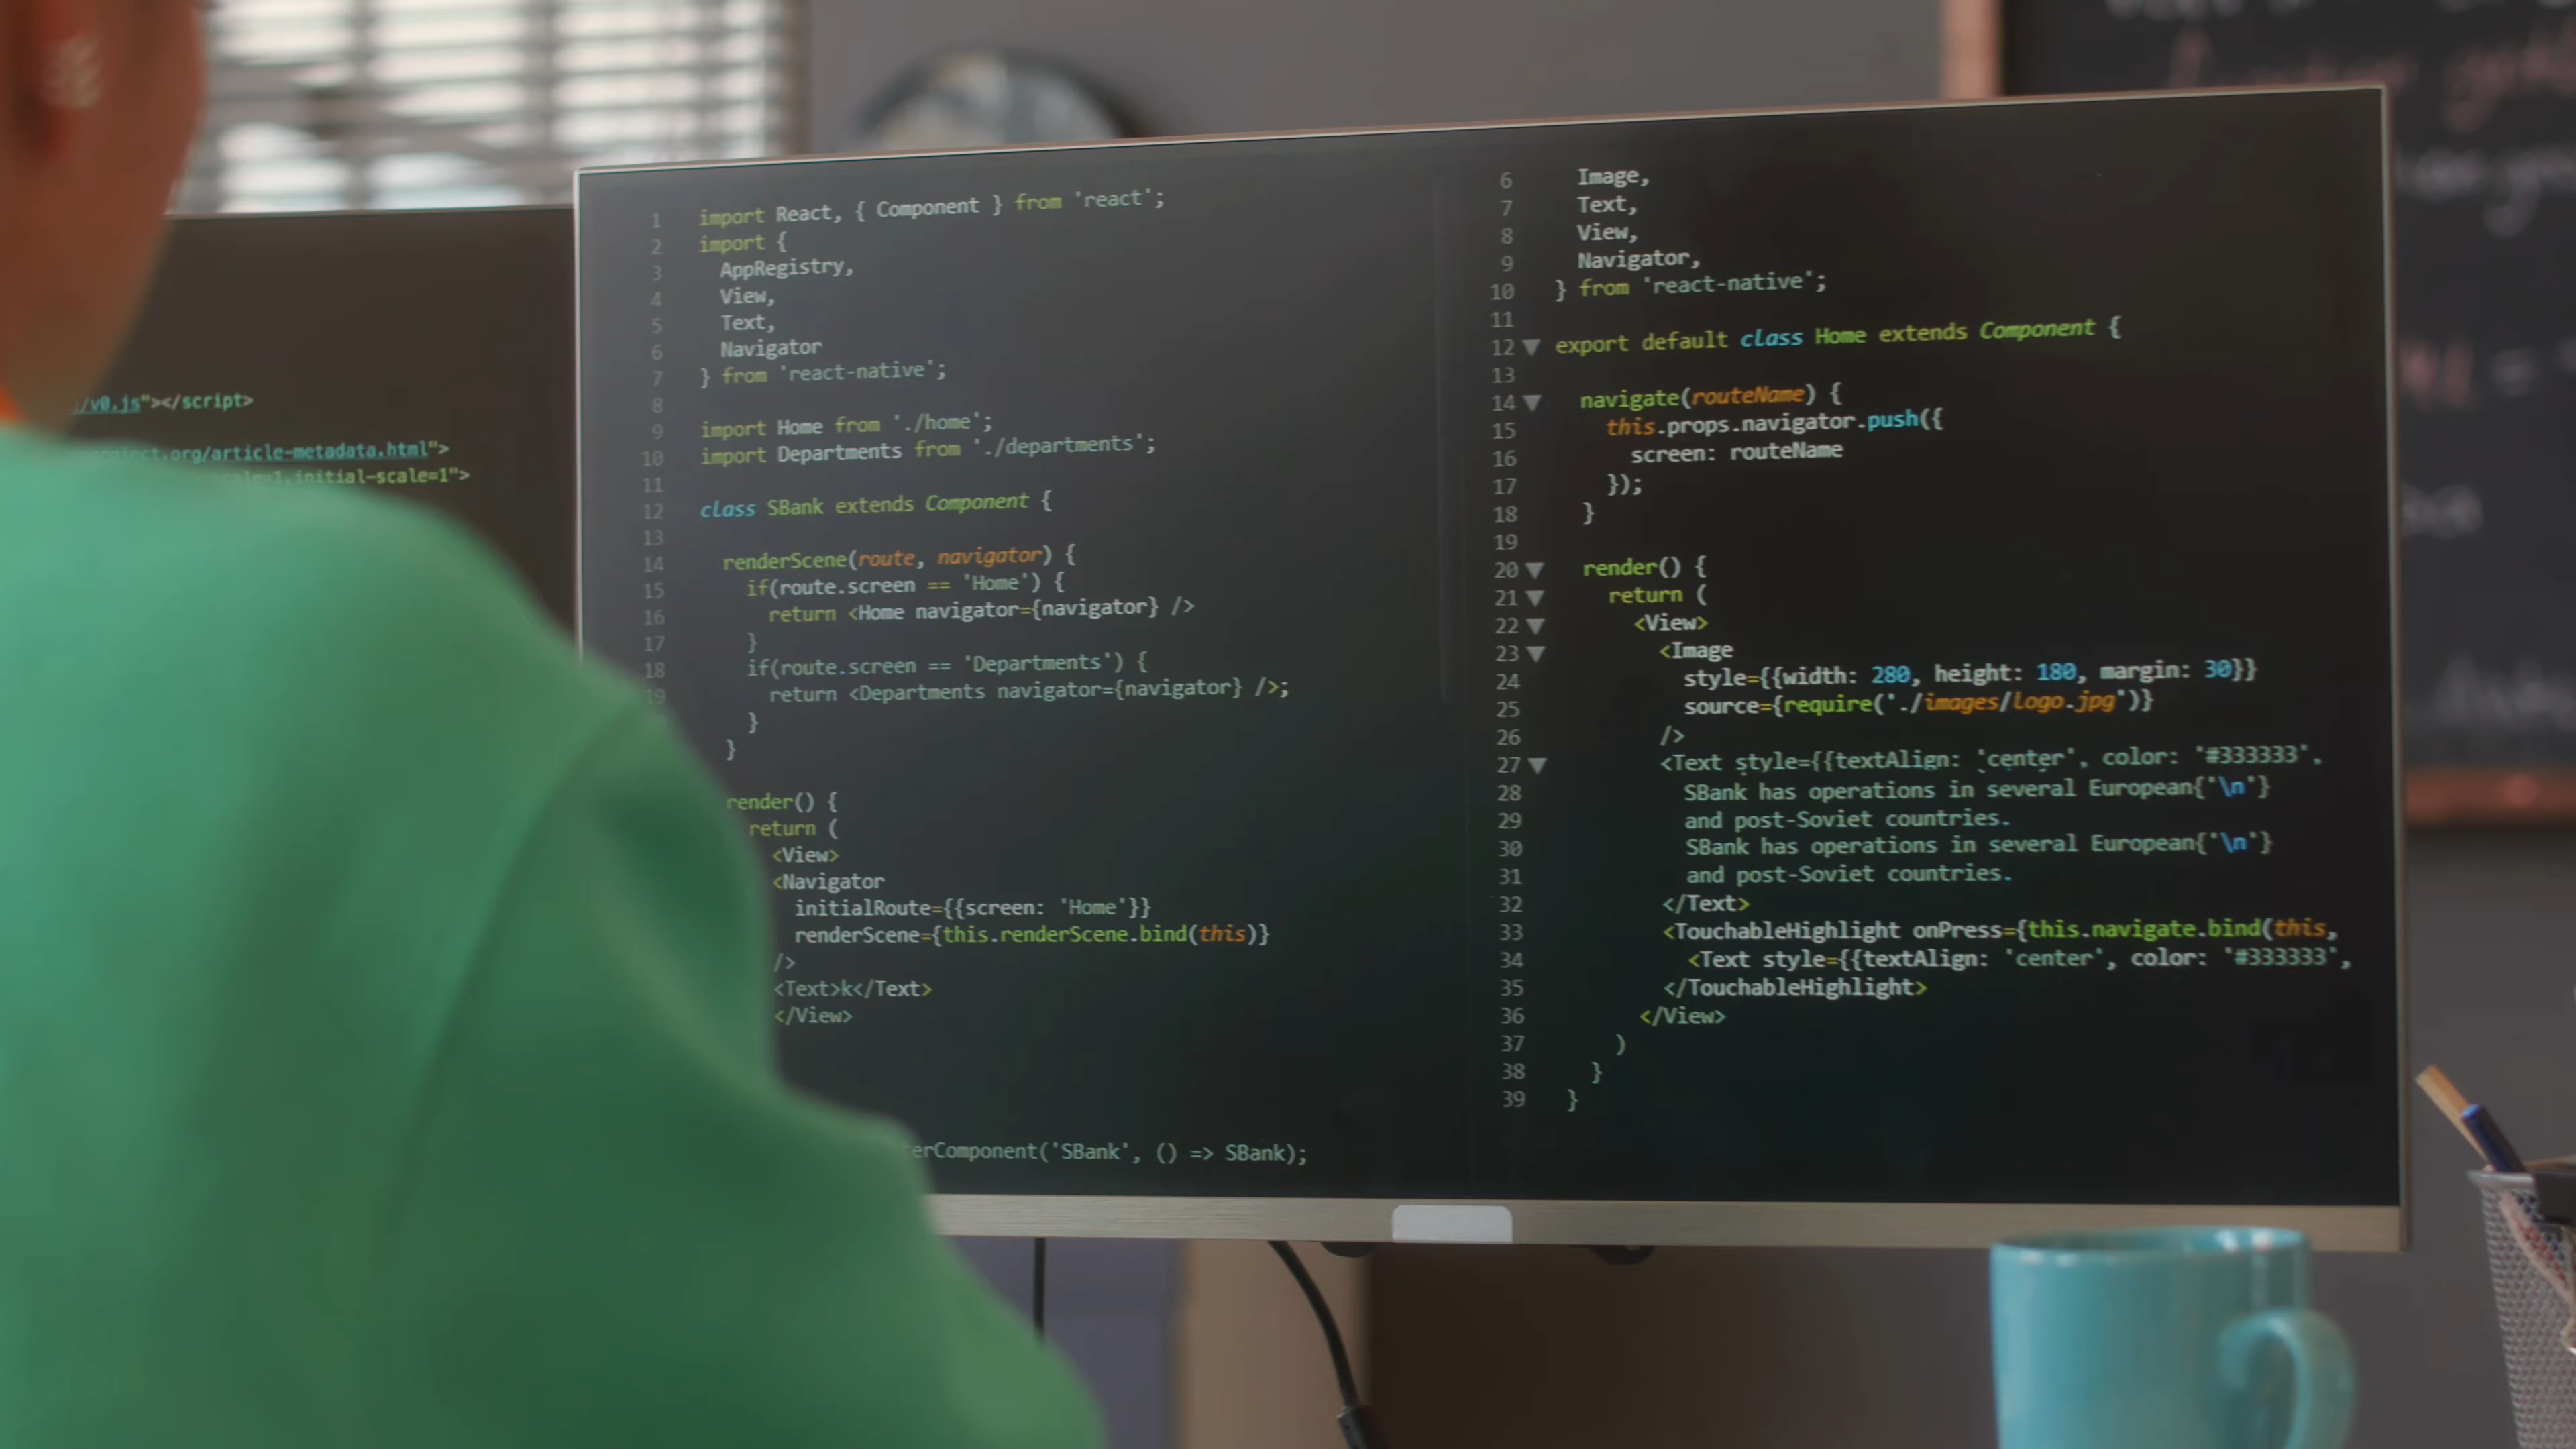 /v0.js"></script>
project.org/article-metadata.html">
scale=1,initial-scale=1">
1 import React, { Component } from 'react';
2 import {
3 AppRegistry,
4 View,
5 Text,
6 Navigator
7 } from 'react-native';
8
9 import Home from './home';
10 import Departments from './departments';
11
12 class SBank extends Component {
13
14 renderScene(route, navigator) {
15 if(route.screen == 'Home') {
16 return <Home navigator={navigator} />
17 }
18 if(route.screen == 'Departments') {
19 return <Departments navigator={navigator} />;
}
}
render() {
return (
<View>
<Navigator
initialRoute={{screen: 'Home'}}
renderScene={this.renderScene.bind(this)}
/>
<Text>k</Text>
</View>
terComponent('SBank', () => SBank);
6 Image,
7 Text,
8 View,
9 Navigator,
10 } from 'react-native';
11
12 export default class Home extends Component {
13
14 navigate(routeName) {
15 this.props.navigator.push({
16 screen: routeName
17 });
18 }
19
20 render() {
21 return (
22 <View>
23 <Image
24 style={{width: 280, height: 180, margin: 30}}
25 source={require('./images/logo.jpg')}
26 />
27 <Text style={{textAlign: 'center', color: '#333333',
28 SBank has operations in several European{'\n'}
29 and post-Soviet countries.
30 SBank has operations in several European{'\n'}
31 and post-Soviet countries.
32 </Text>
33 <TouchableHighlight onPress={this.navigate.bind(this,
34 <Text style={{textAlign: 'center', color: '#333333',
35 </TouchableHighlight>
36 </View>
37 )
38 }
39 }